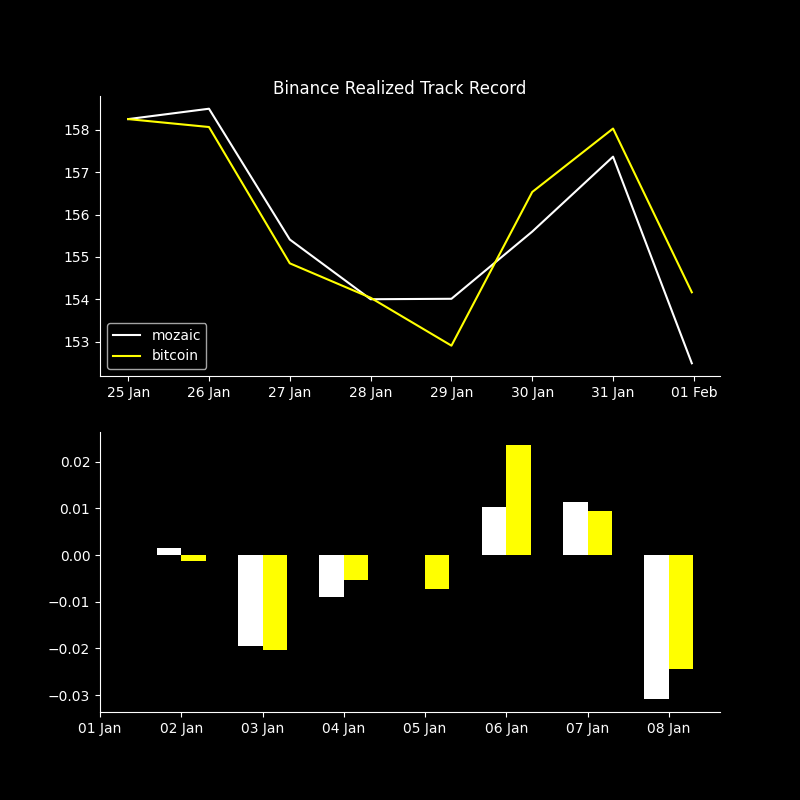 Binance Realized Track Record
158
157
156
155
154
153
mozaic
bitcoin
25 Jan 26 Jan 27 Jan 28 Jan 29 Jan 30 Jan 31 Jan 01 Feb
0.02
0.01
0.00
−0.01
−0.02
−0.03
01 Jan 02 Jan 03 Jan 04 Jan 05 Jan 06 Jan 07 Jan 08 Jan